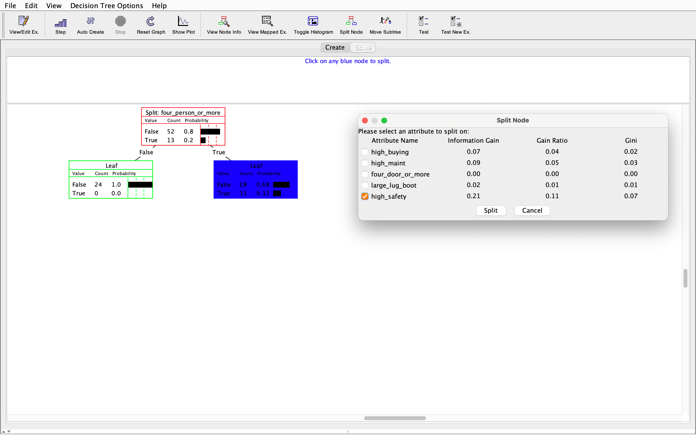 File Edit View Decision Tree Options Help
View/Edit Ex. Step Auto Create Stop Reset Graph Show Plot View Node Info View Mapped Ex. Toggle Histogram Split Node Move Subtree Test Test New Ex.
Create
Click on any blue node to split.
Split: four_person_or_more
Value Count Probability
False 52 0.8
True 13 0.2
False True
Leaf
Value Count Probability
False 24 1.0
True 0 0.0
Leaf
Value Count Probability
False
True
Split Node
Please select an attribute to split on:
Attribute Name Information Gain Gain Ratio Gini
high_buying 0.07 0.04 0.02
high_maint 0.09 0.05 0.03
four_door_or_more 0.00 0.00 0.00
large_lug_boot 0.02 0.01 0.01
high_safety 0.21 0.11 0.07
Split Cancel